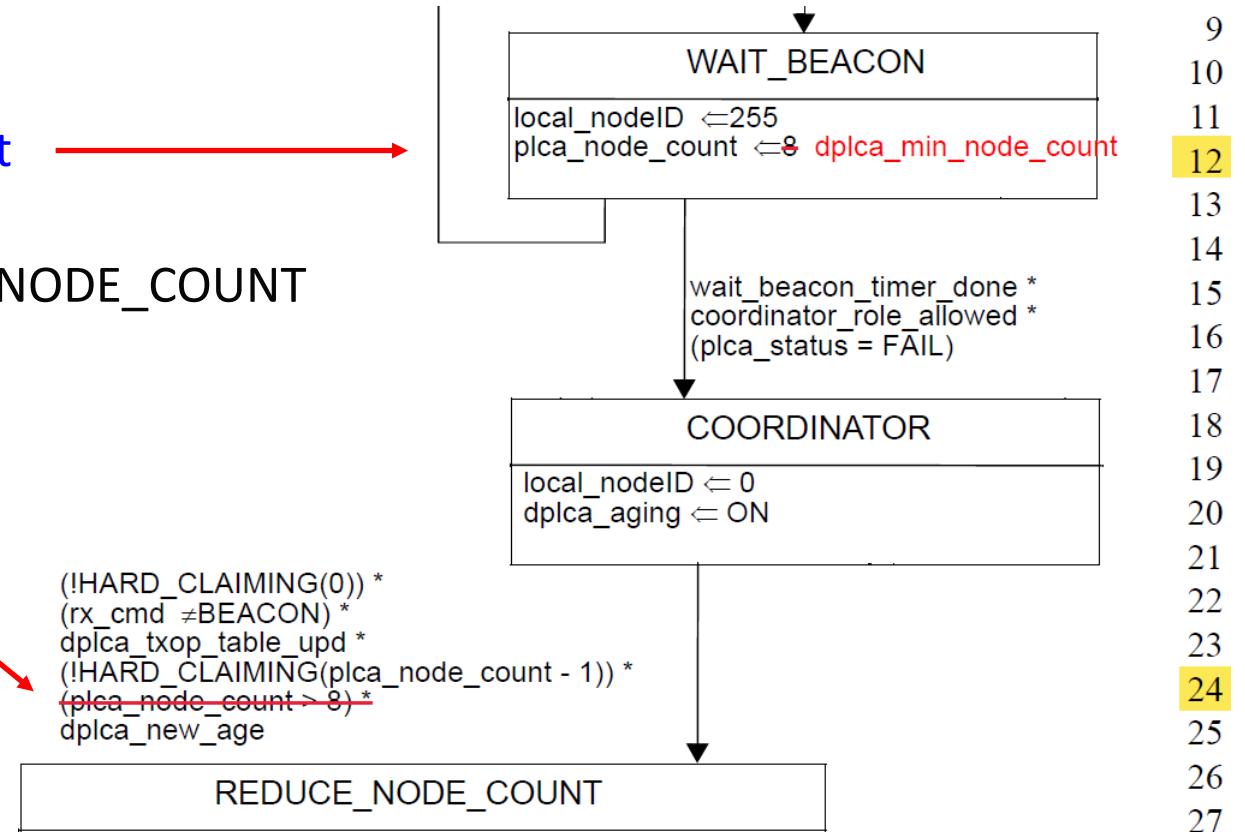 9
WAIT_BEACON
10
local_nodeID ⇐255
11
t
plca_node_count ⇐8 dplca_min_node_count
12
13
14
NODE_COUNT
wait_beacon_timer_done *
15
coordinator_role_allowed *
16
(plca_status = FAIL)
17
COORDINATOR
18
19
local_nodeID ⇐ 0
dplca_aging ⇐ ON
20
21
(!HARD_CLAIMING(0)) *
22
(rx_cmd ≠BEACON) *
dplca_txop_table_upd *
23
(!HARD_CLAIMING(plca_node_count - 1)) *
(plca_node_count > 8) *
24
dplca_new_age
25
REDUCE_NODE_COUNT
26
27